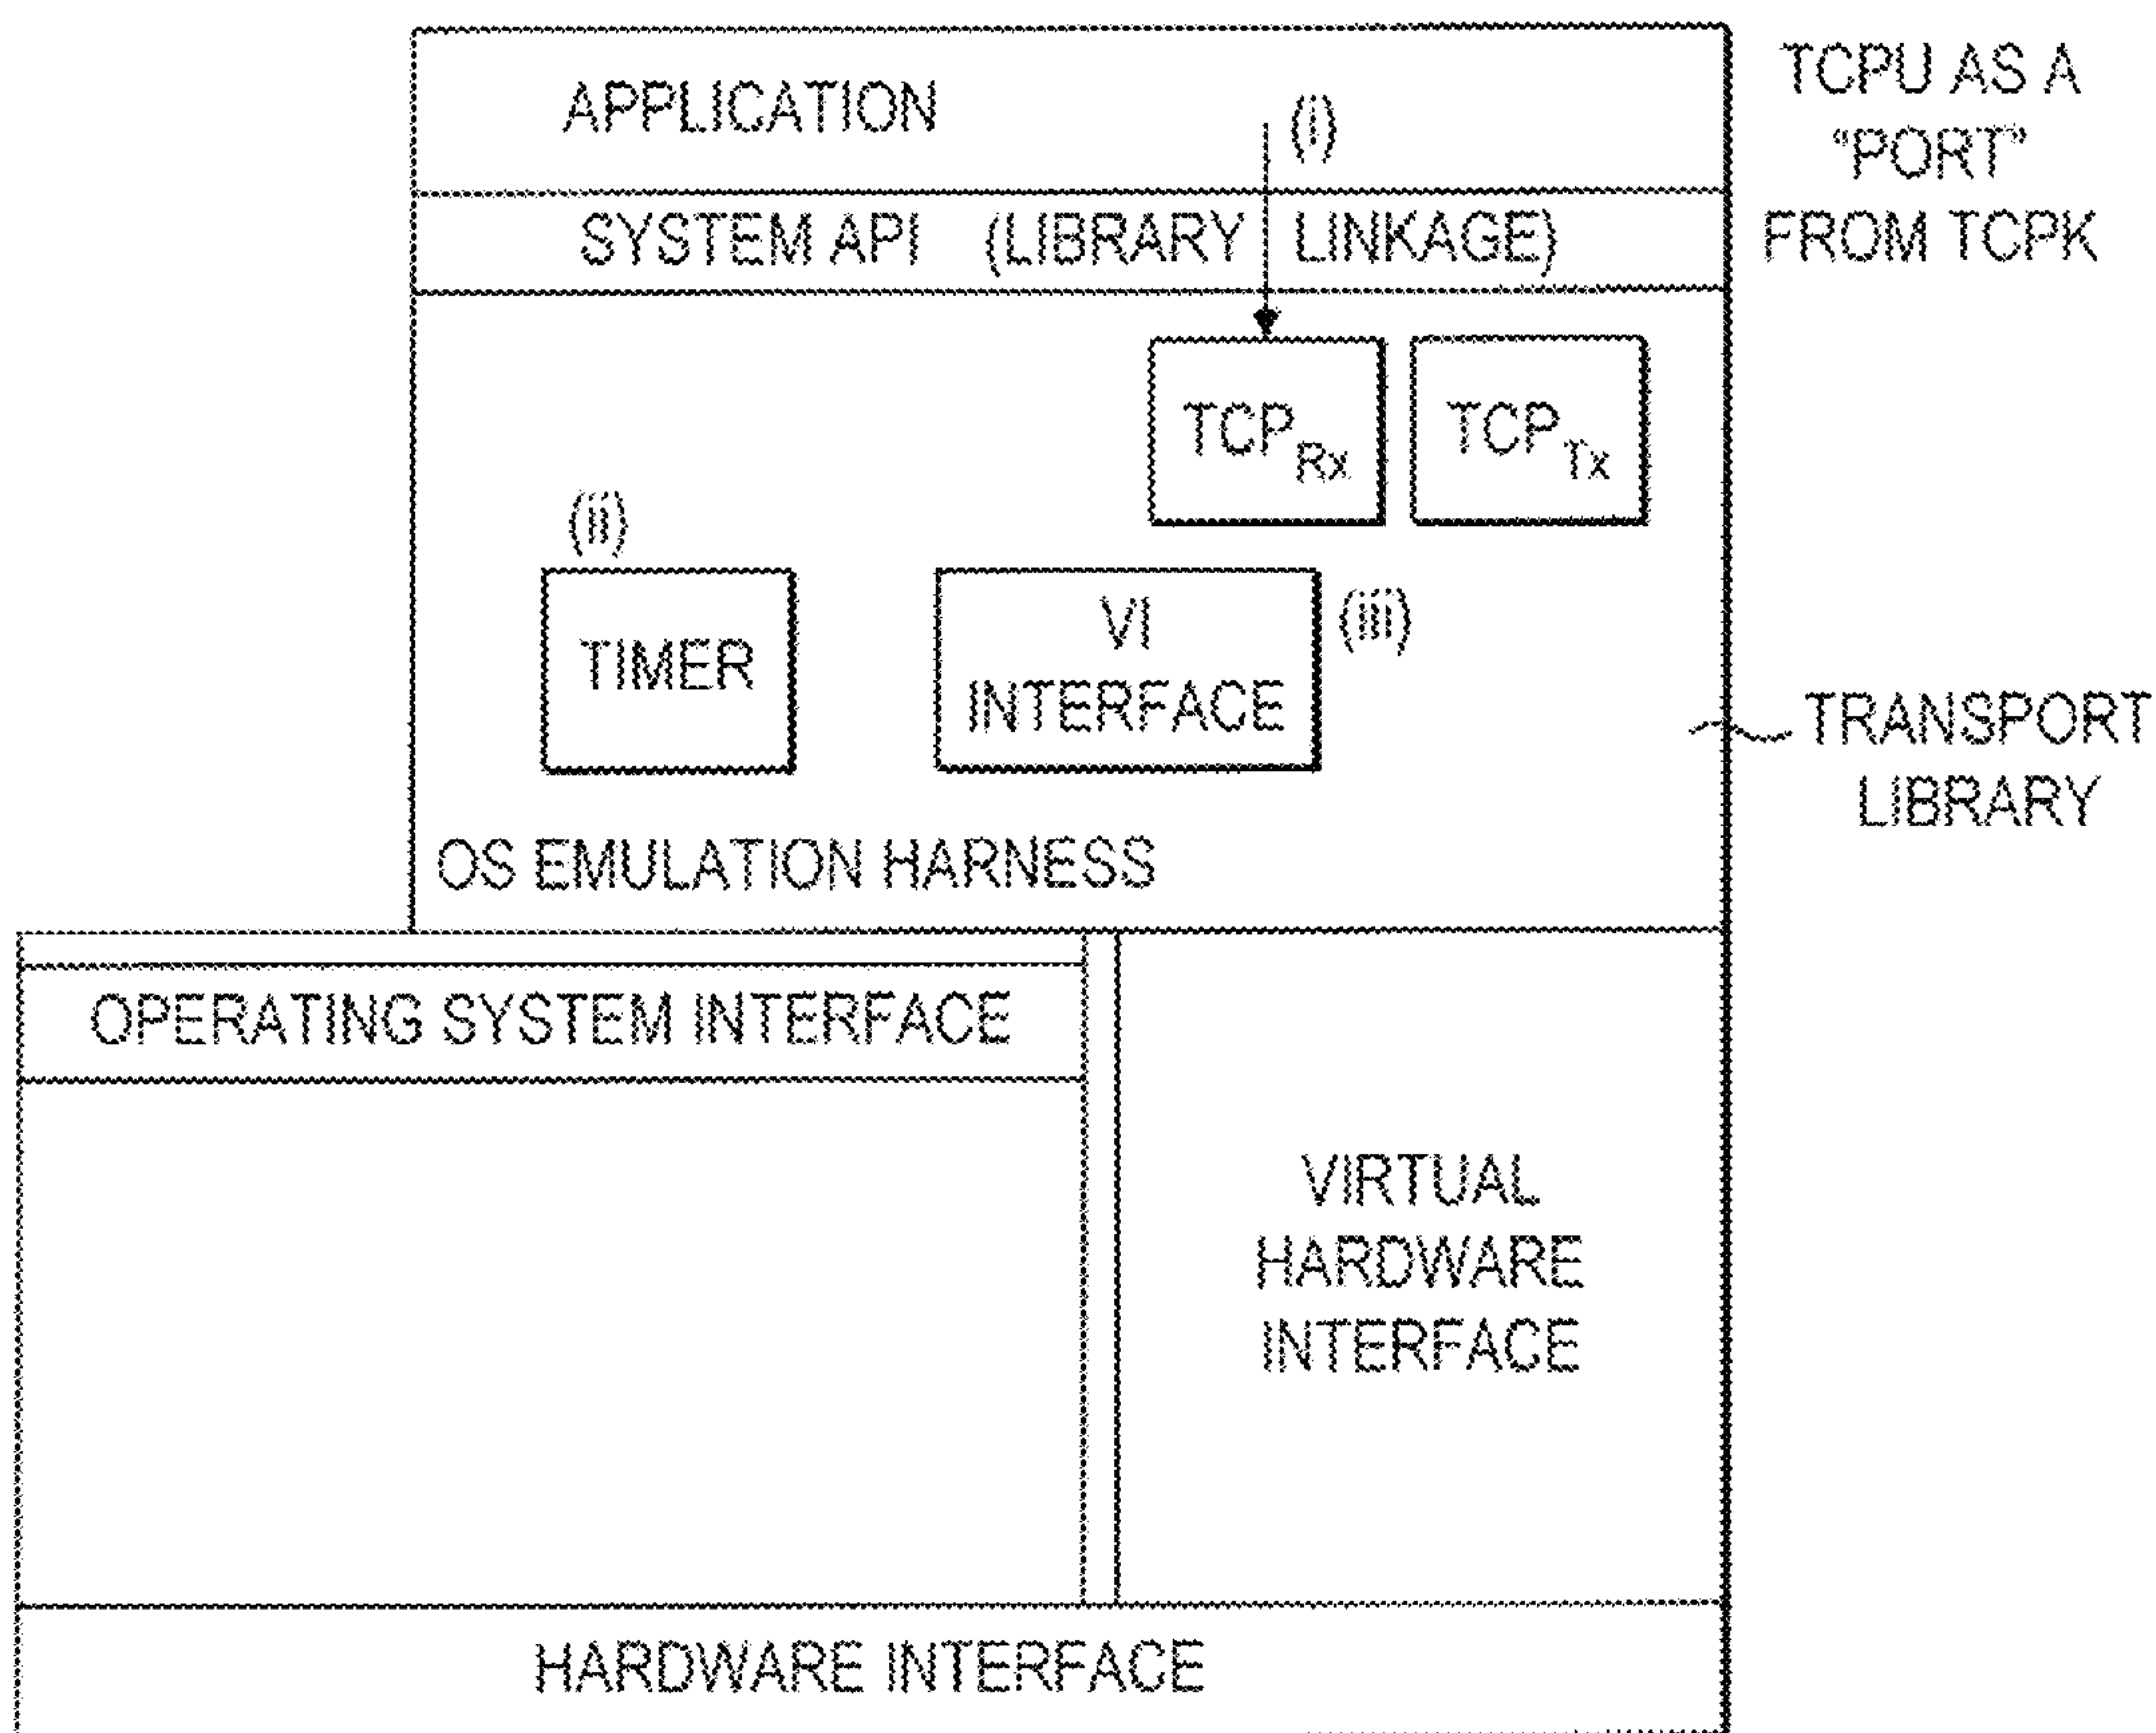 APPLICATION
(i)
TCPU AS A
"PORT"
FROM TCPK
SYSTEM API (LIBRARY LINKAGE)
TCPRx
TCPTx
(ii)
TIMER
VI
INTERFACE
(iii)
TRANSPORT
LIBRARY
OS EMULATION HARNESS
OPERATING SYSTEM INTERFACE
VIRTUAL
HARDWARE
INTERFACE
HARDWARE INTERFACE